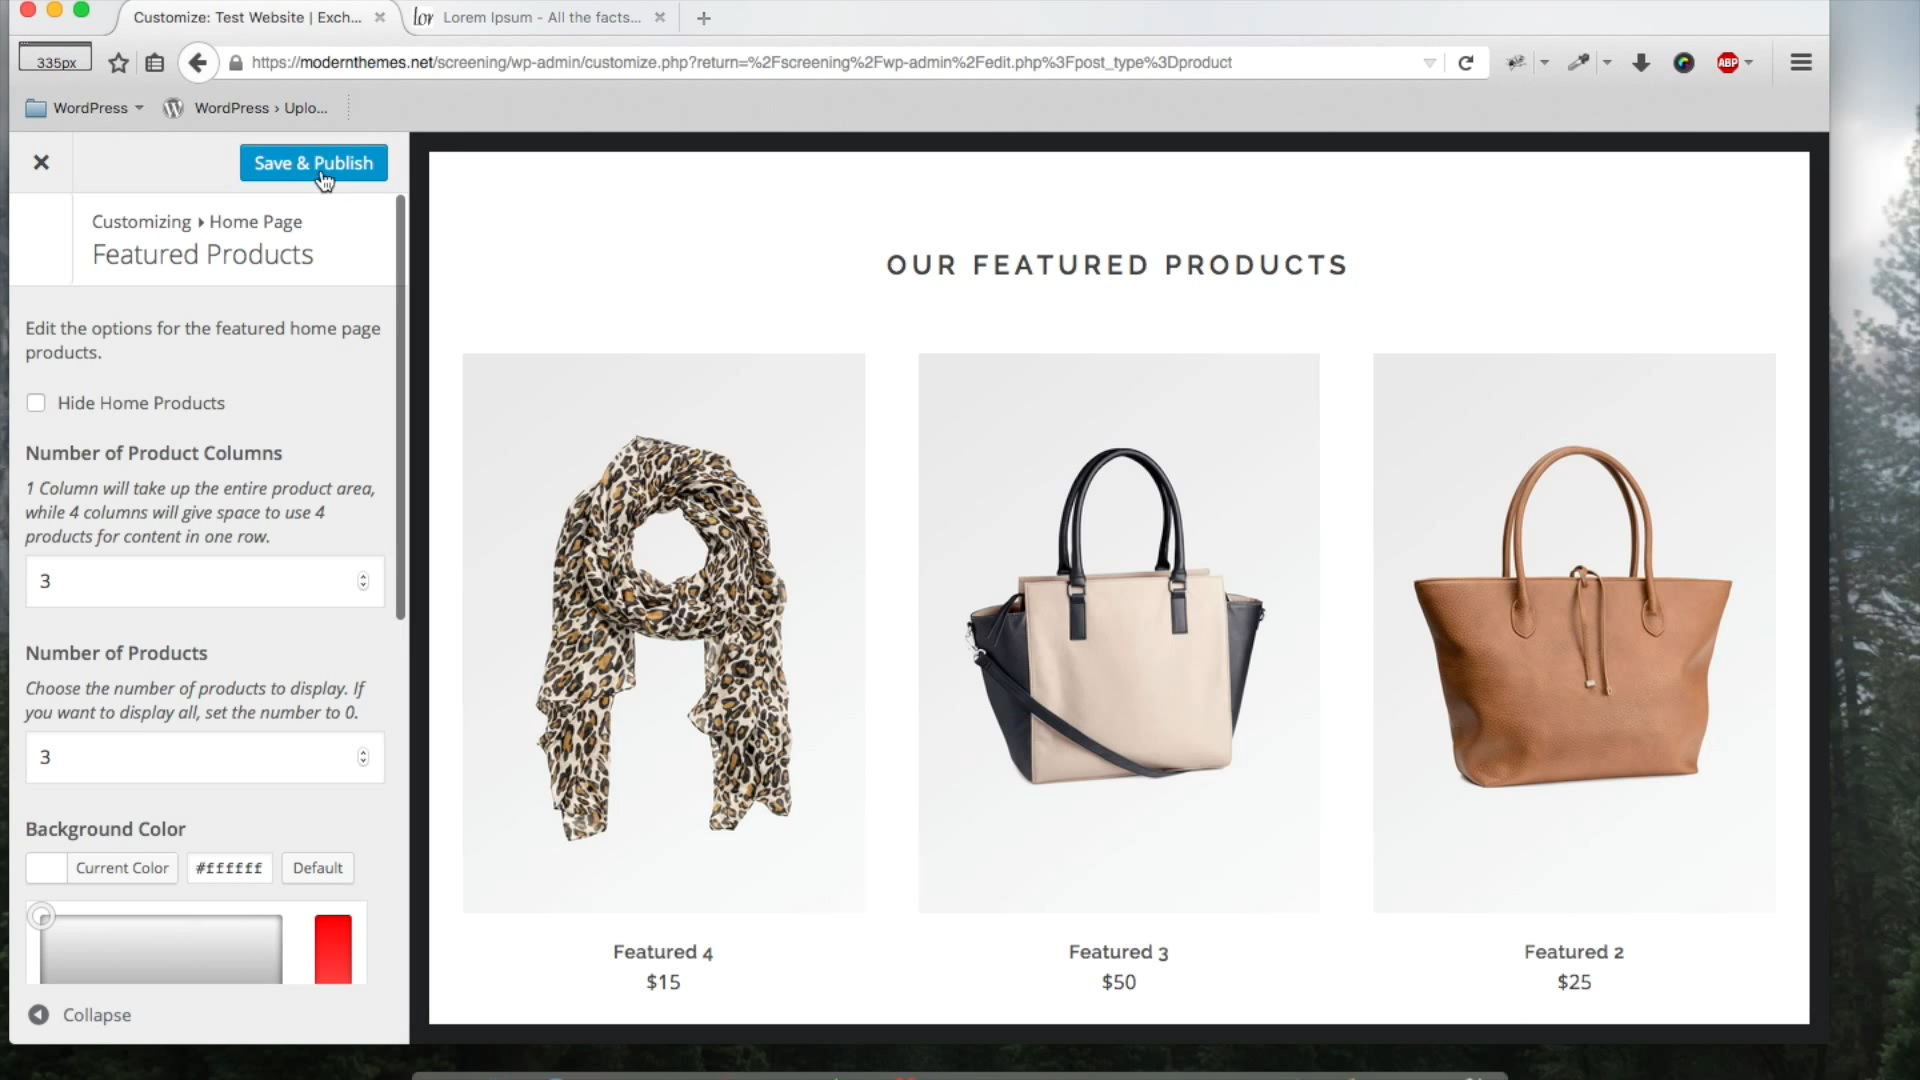 Customize: Test Website | Exch...
Lorem Ipsum - All the facts...
335px
https://modernthemes.net/screening/wp-admin/customize.php?return=%2Fscreening%2Fwp-admin%2Fedit.php%3Fpost_type%3Dproduct
ABP
WordPress
WordPress › Uplo...
Save & Publish
Customizing ▸ Home Page
Featured Products
Edit the options for the featured home page
products.
Hide Home Products
Number of Product Columns
1 Column will take up the entire product area,
while 4 columns will give space to use 4
products for content in one row.
3
Number of Products
Choose the number of products to display. If
you want to display all, set the number to 0.
3
Background Color
Current Color
#ffffff
Default
Collapse
OUR FEATURED PRODUCTS
Featured 4
$15
Featured 3
$50
Featured 2
$25